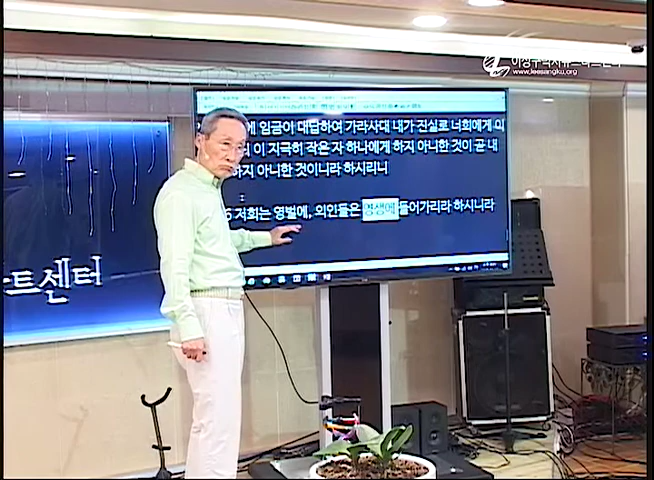 www.leesangku.org
에 임금이 대답하여 가라사대 내가 진실로 너희에게 이
이 지극히 작은 자 하나에게 하지 아니한 것이 곧 내
하지 아니한 것이니라 하시리니
6 저희는 영벌에, 의인들은 영생에 들어가리라 하시니라
트센터